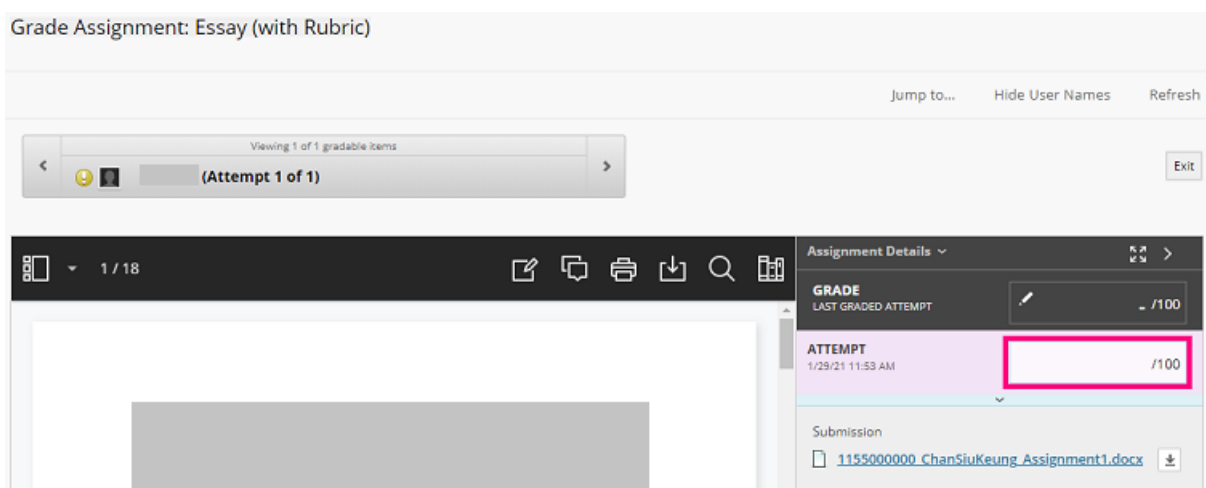 Grade Assignment: Essay (with Rubric)
Jump to... Hide User Names Refresh
Viewing 1 of 1 gradable items
(Attempt 1 of 1)
Exit
1 / 18
Assignment Details
GRADE
LAST GRADED ATTEMPT
- /100
ATTEMPT
1/29/21 11:53 AM
/100
Submission
1155000000_ChanSiuKeung_Assignment1.docx